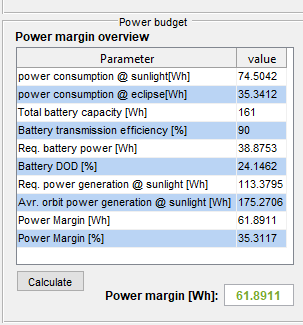 Power budget
Power margin overview
Parameter value
power consumption @ sunlight[Wh] 74.5042
power consumption @ eclipse[Wh] 35.3412
Total battery capacity [Wh] 161
Battery transmission efficiency [%] 90
Req. battery power [Wh] 38.8753
Battery DOD [%] 24.1462
Req. power generation @ sunlight [Wh] 113.3795
Avr. orbit power generation @ sunlight [Wh] 175.2706
Power Margin [Wh] 61.8911
Power Margin [%] 35.3117
Calculate
Power margin [Wh]: 61.8911